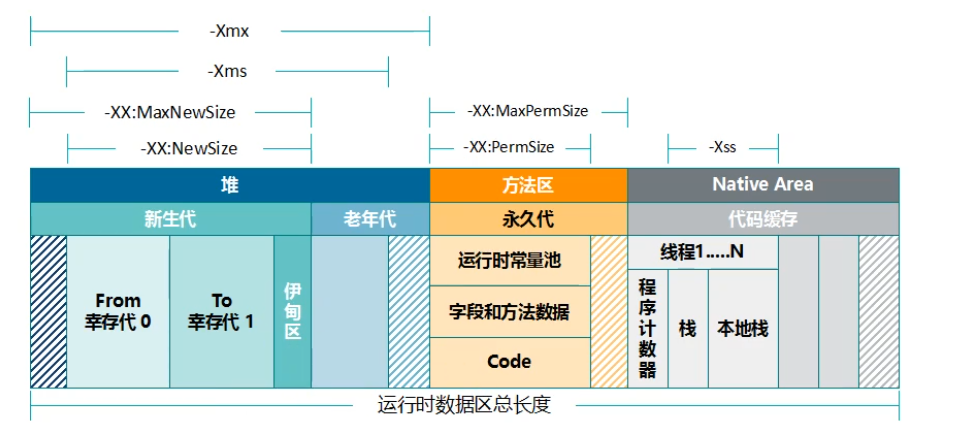 -Xmx
-Xms
-XX:MaxNewSize
-XX:MaxPermSize
-XX:NewSize
-XX:PermSize
-Xss
堆
方法区
Native Area
新生代
老年代
永久代
代码缓存
From
幸存代 0
To
幸存代 1
伊甸区
运行时常量池
字段和方法数据
Code
线程1.....N
程序计数器
栈
本地栈
运行时数据区总长度